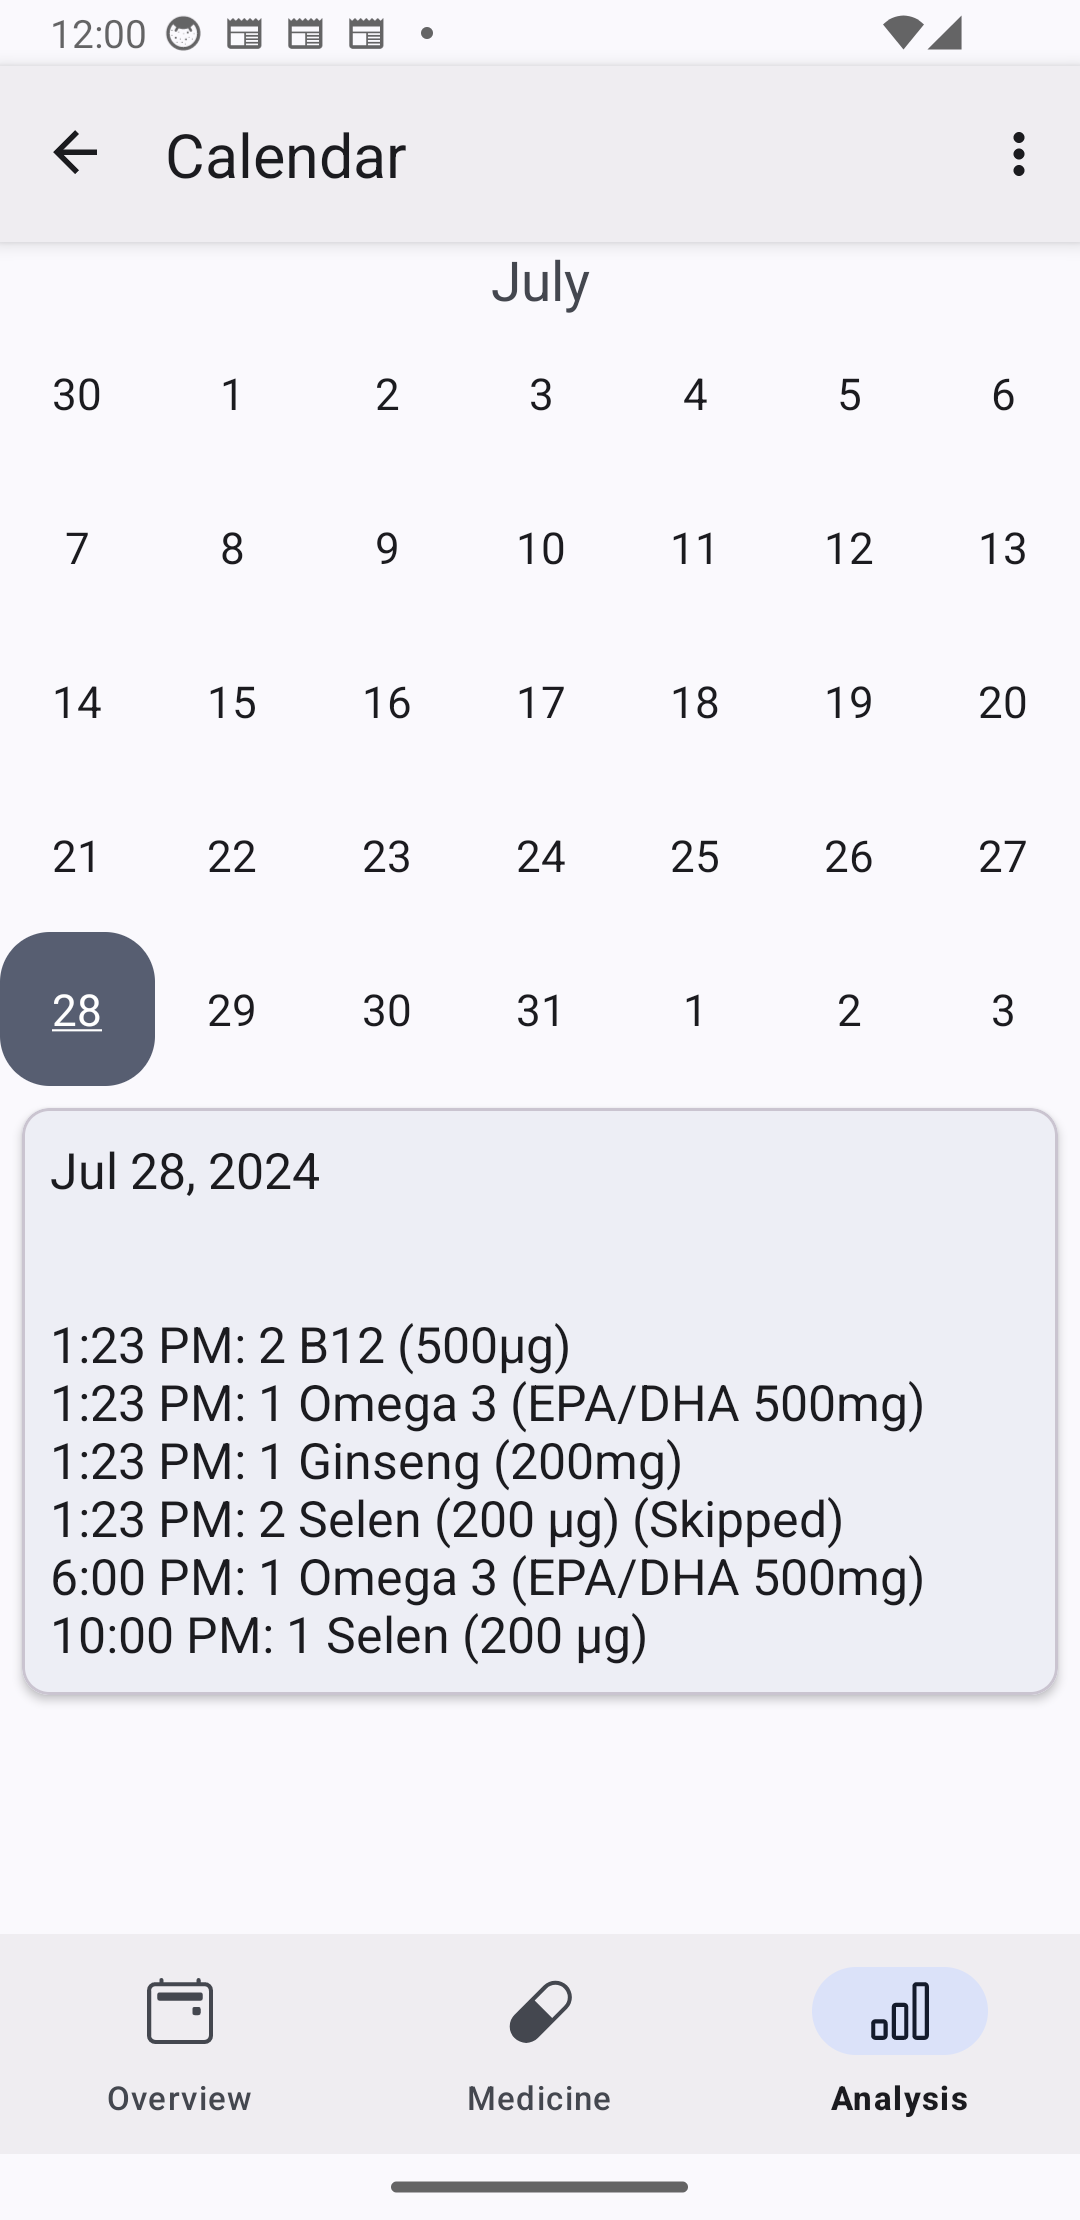 12:00
Calendar
July
30 1 2 3 4 5 6
7 8 9 10 11 12 13
14 15 16 17 18 19 20
21 22 23 24 25 26 27
28 29 30 31 1 2 3
Jul 28, 2024
1:23 PM: 2 B12 (500µg)
1:23 PM: 1 Omega 3 (EPA/DHA 500mg)
1:23 PM: 1 Ginseng (200mg)
1:23 PM: 2 Selen (200 µg) (Skipped)
6:00 PM: 1 Omega 3 (EPA/DHA 500mg)
10:00 PM: 1 Selen (200 µg)
Overview Medicine Analysis